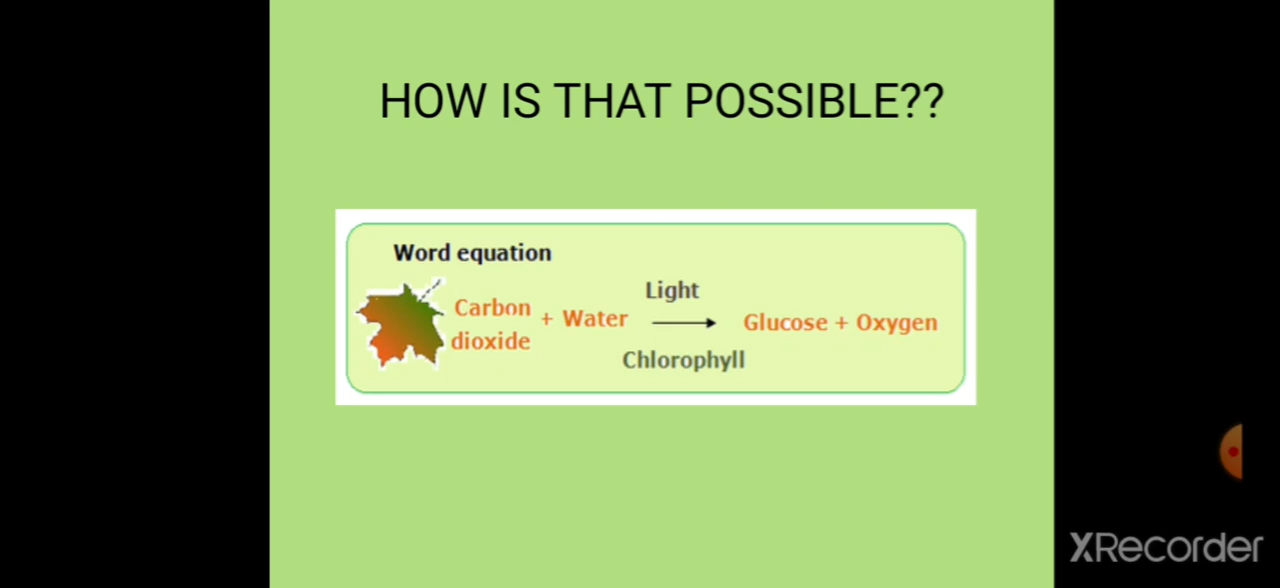 HOW IS THAT POSSIBLE??
Word equation
Light
Carbon dioxide + Water → Glucose + Oxygen
Chlorophyll
XRecorder